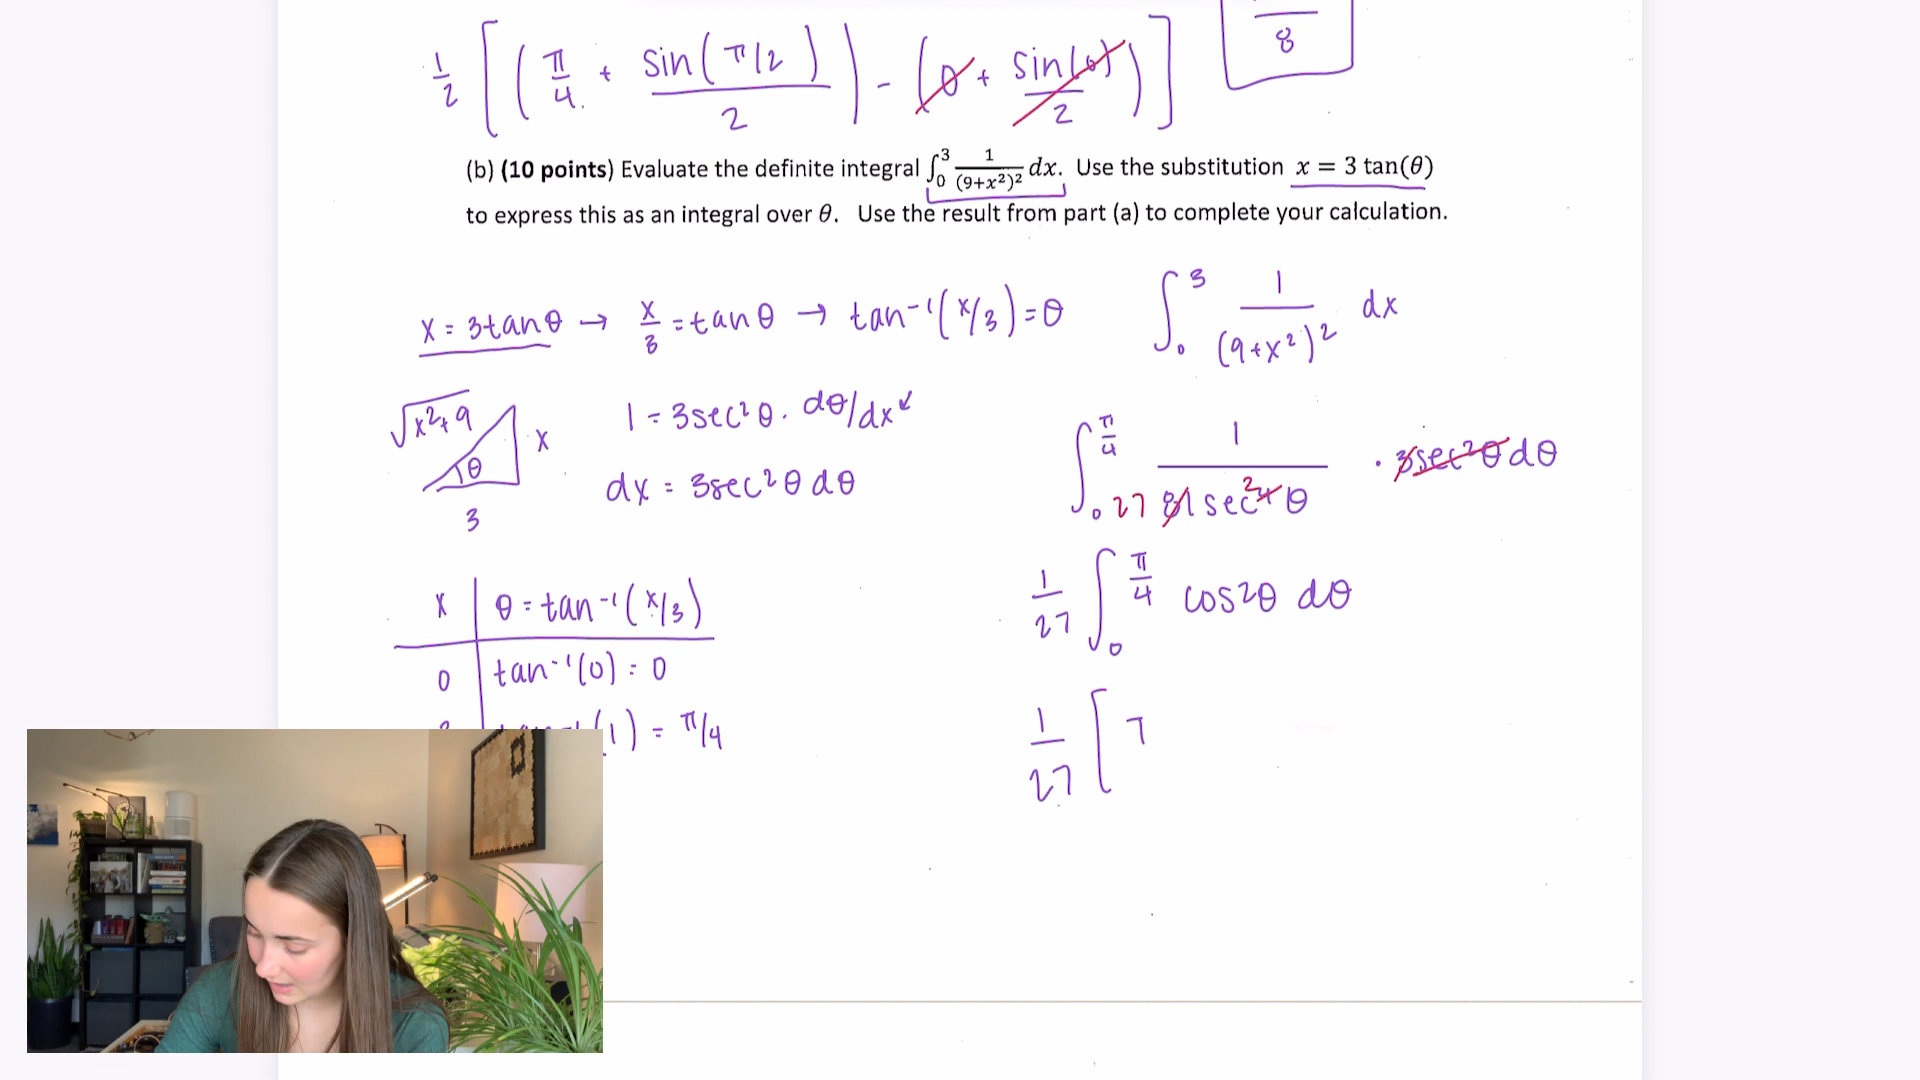 1/2 [(π/4 + sin(π/2)/2) - (0 + sin(0)/2)]
8
(b) (10 points) Evaluate the definite integral ∫₀³ 1/(9+x²)² dx. Use the substitution x = 3 tan(θ)
to express this as an integral over θ. Use the result from part (a) to complete your calculation.
x = 3tanθ → x/3 = tanθ → tan⁻¹(x/3) = θ
∫₀³ 1/(9+x²)² dx
√x²+9
x
θ
3
1 = 3sec²θ · dθ/dx
dx = 3sec²θ dθ
∫₀^π/4 1/27 81 sec² ⁴θ · 3sec²θ dθ
1/27 ∫₀^π/4 cos2θ dθ
x | θ = tan⁻¹(x/3)
0 | tan⁻¹(0) = 0
(1) = π/4
1/27 [